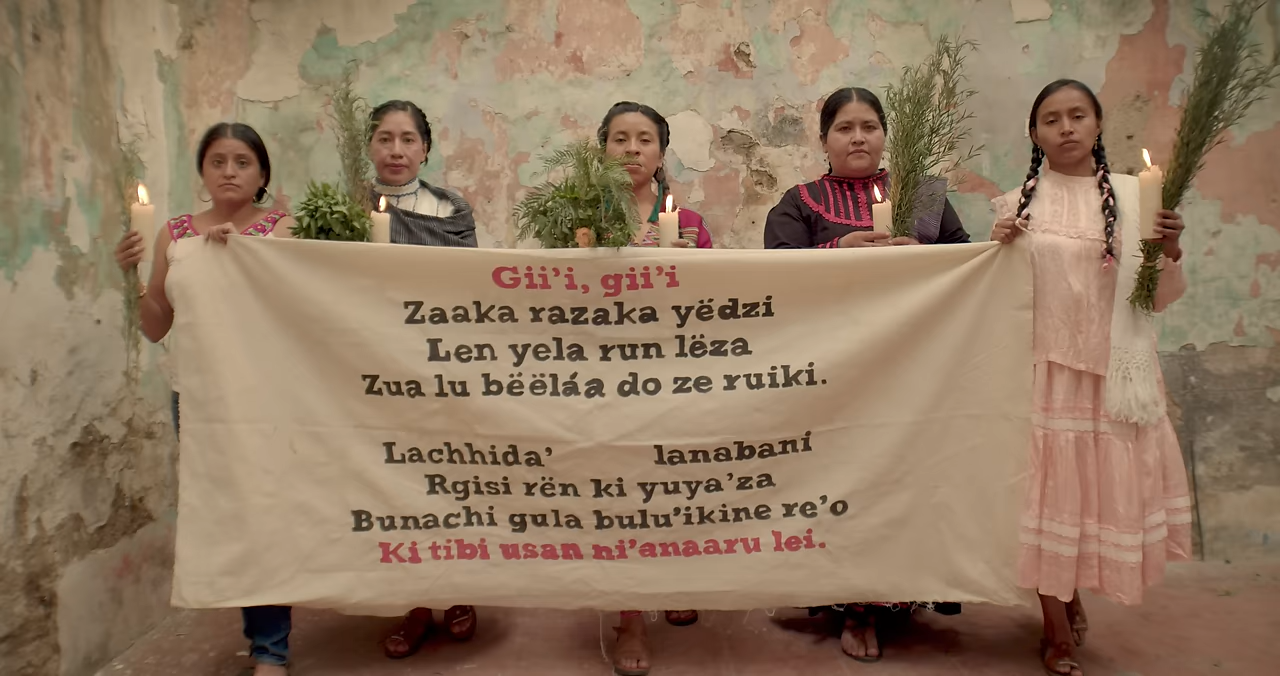 Gii’i, gii’i
Zaaka razaka yëdzi
Len yela run lëza
Zua lu bëëláa do ze ruiki.
Lachhida’ lanabani
Rgisi rën ki yuya’za
Bunachi gula bulu’ikine re’o
Ki tibi usan ni’anaaru lei.